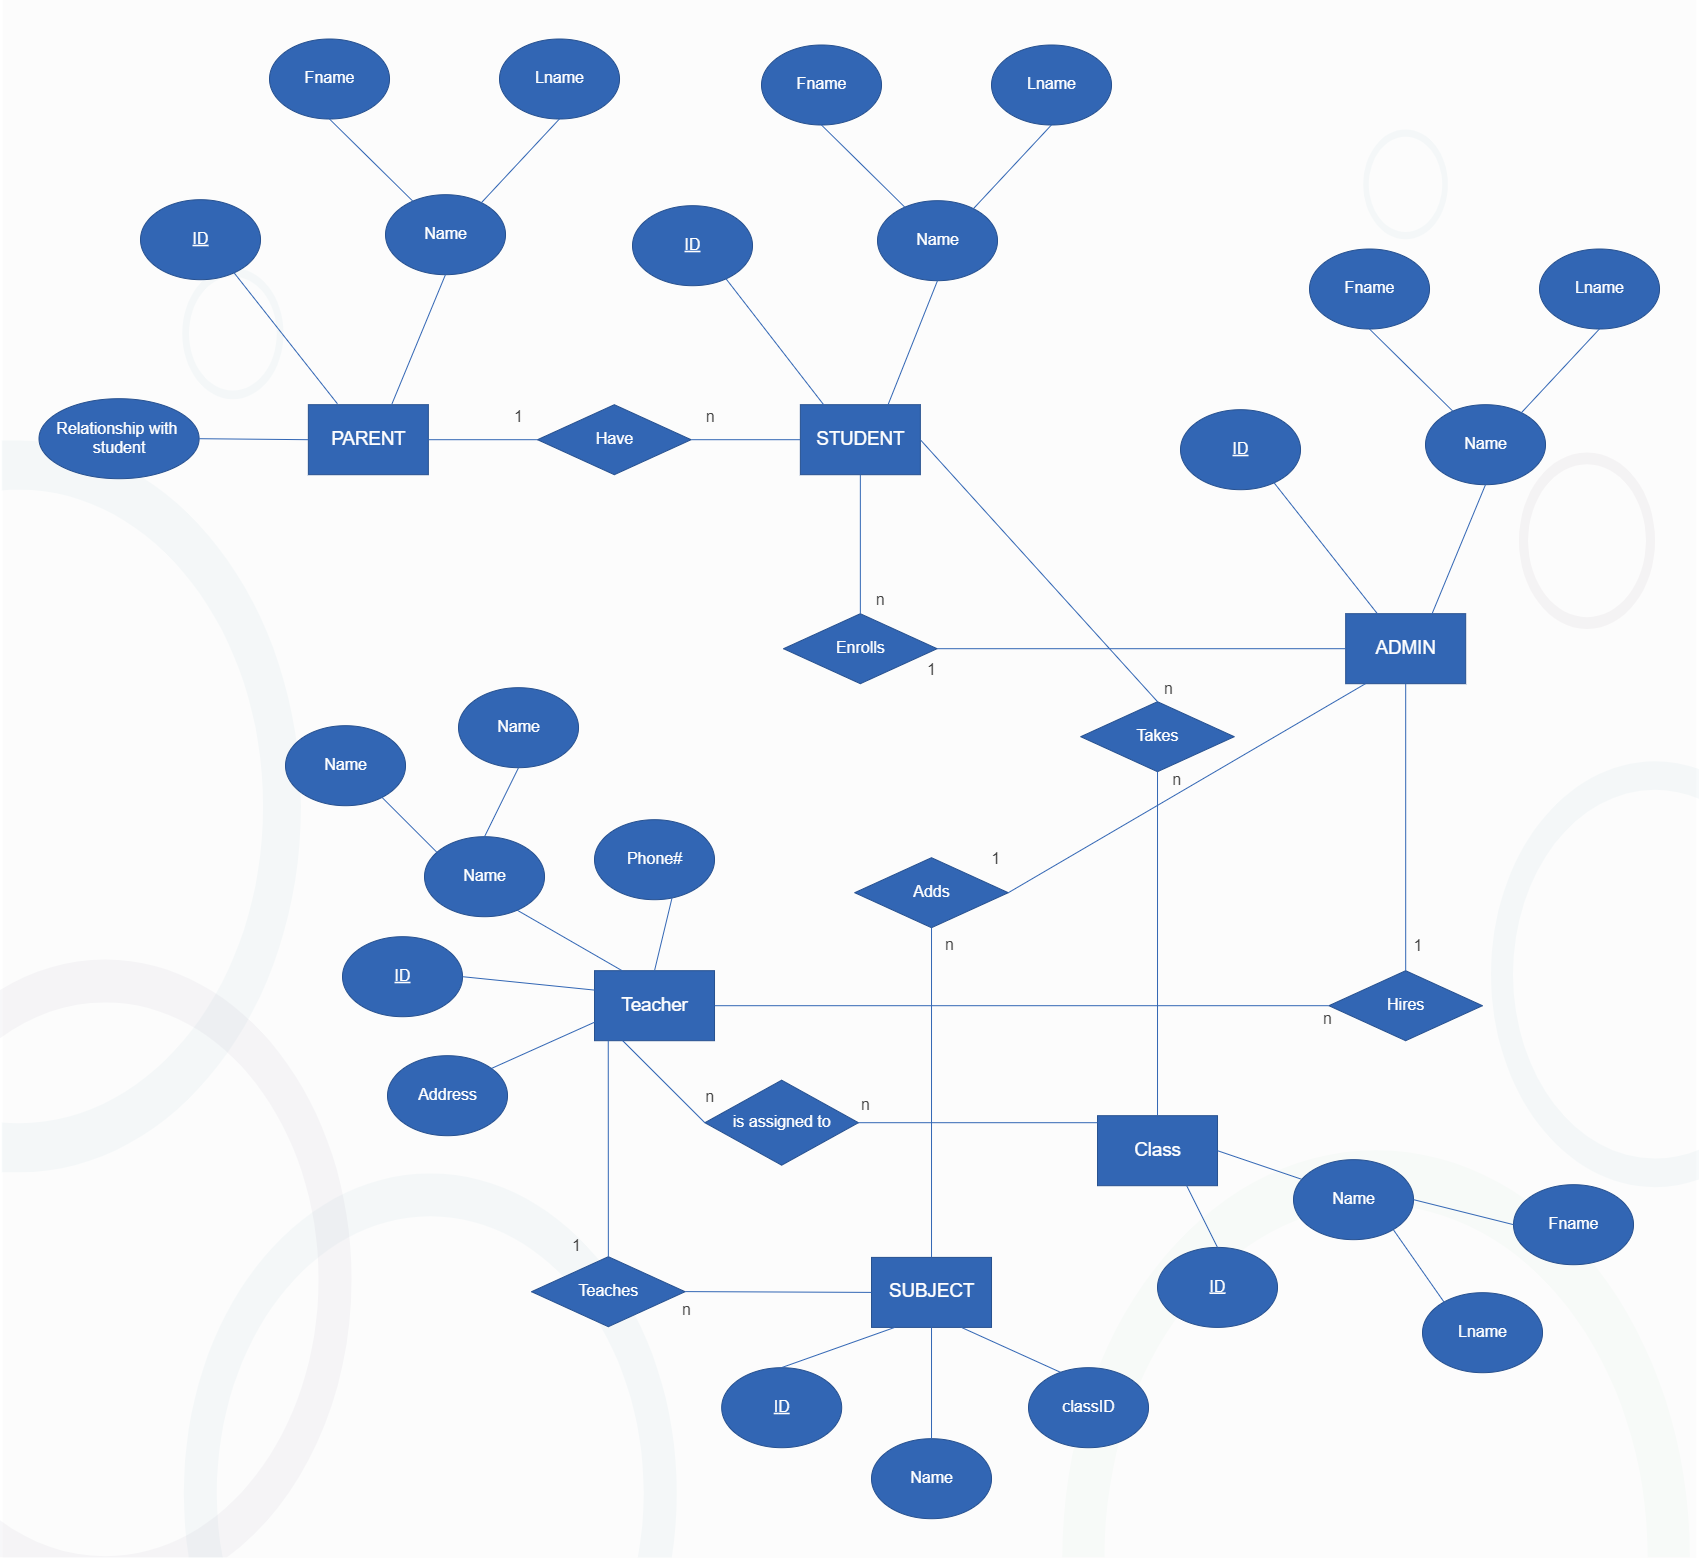 Fname
Lname
Fname
Lname
ID
Name
ID
Name
Fname
Lname
Relationship with
student
PARENT
1
Have
n
STUDENT
ID
Name
n
Enrolls
1
ADMIN
n
Takes
n
Name
Name
Name
Phone#
1
Adds
n
ID
Teacher
1
n
Hires
Address
n
is assigned to
n
Class
Name
Fname
ID
Lname
1
Teaches
n
SUBJECT
ID
classID
Name